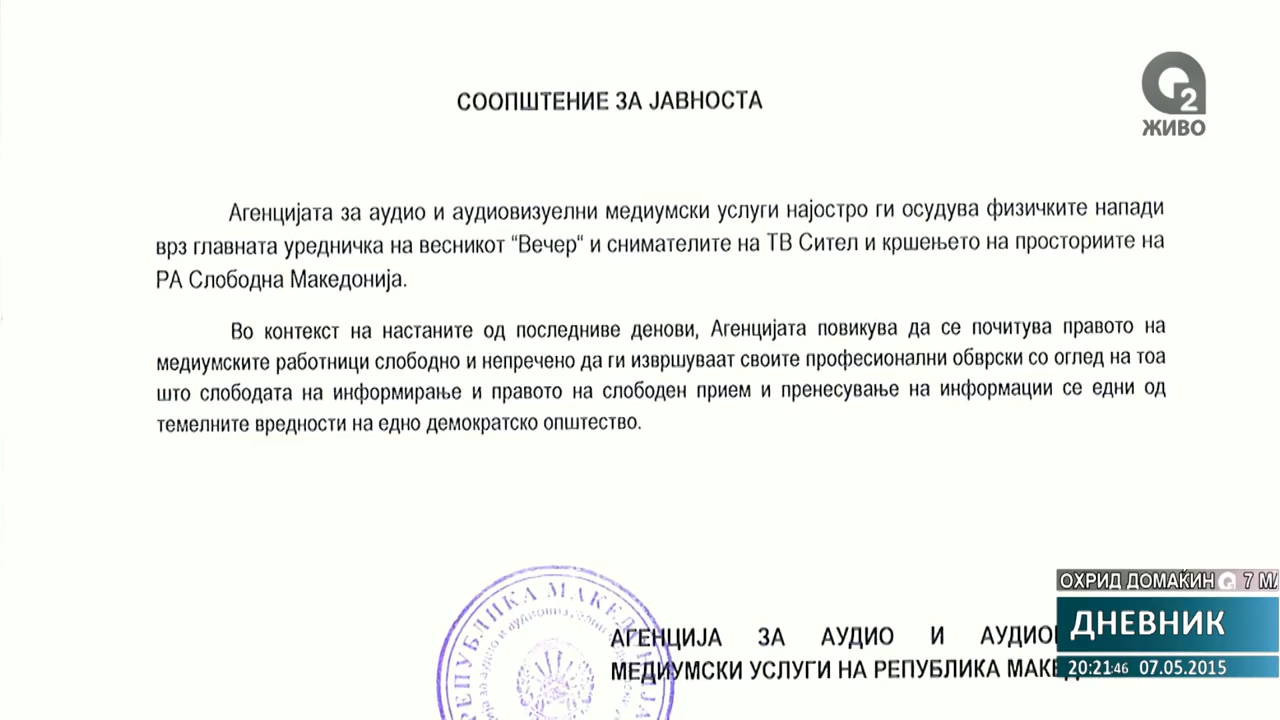 СООПШТЕНИЕ ЗА ЈАВНОСТА
2
ЖИВО
Агенцијата за аудио и аудиовизуелни медиумски услуги најостро ги осудува физичките напади
врз главната уредничка на весникот “Вечер“ и снимателите на ТВ Сител и кршењето на просториите на
РА Слободна Македонија.
Во контекст на настаните од последниве денови, Агенцијата повикува да се почитува правото на
медиумските работници слободно и непречено да ги извршуваат своите професионални обврски со оглед на тоа
што слободата на информирање и правото на слободен прием и пренесување на информации се едни од
темелните вредности на едно демократско општество.
РЕПУБЛИКА МАКЕДОНИЈА
АГЕНЦИЈА ЗА АУДИО И
МЕДИУМСКИ УСЛУГИ НА РЕПУБЛИКА
ОХРИД ДОМАЌИН 7
ДНЕВНИК
20:21:46 07.05.2015